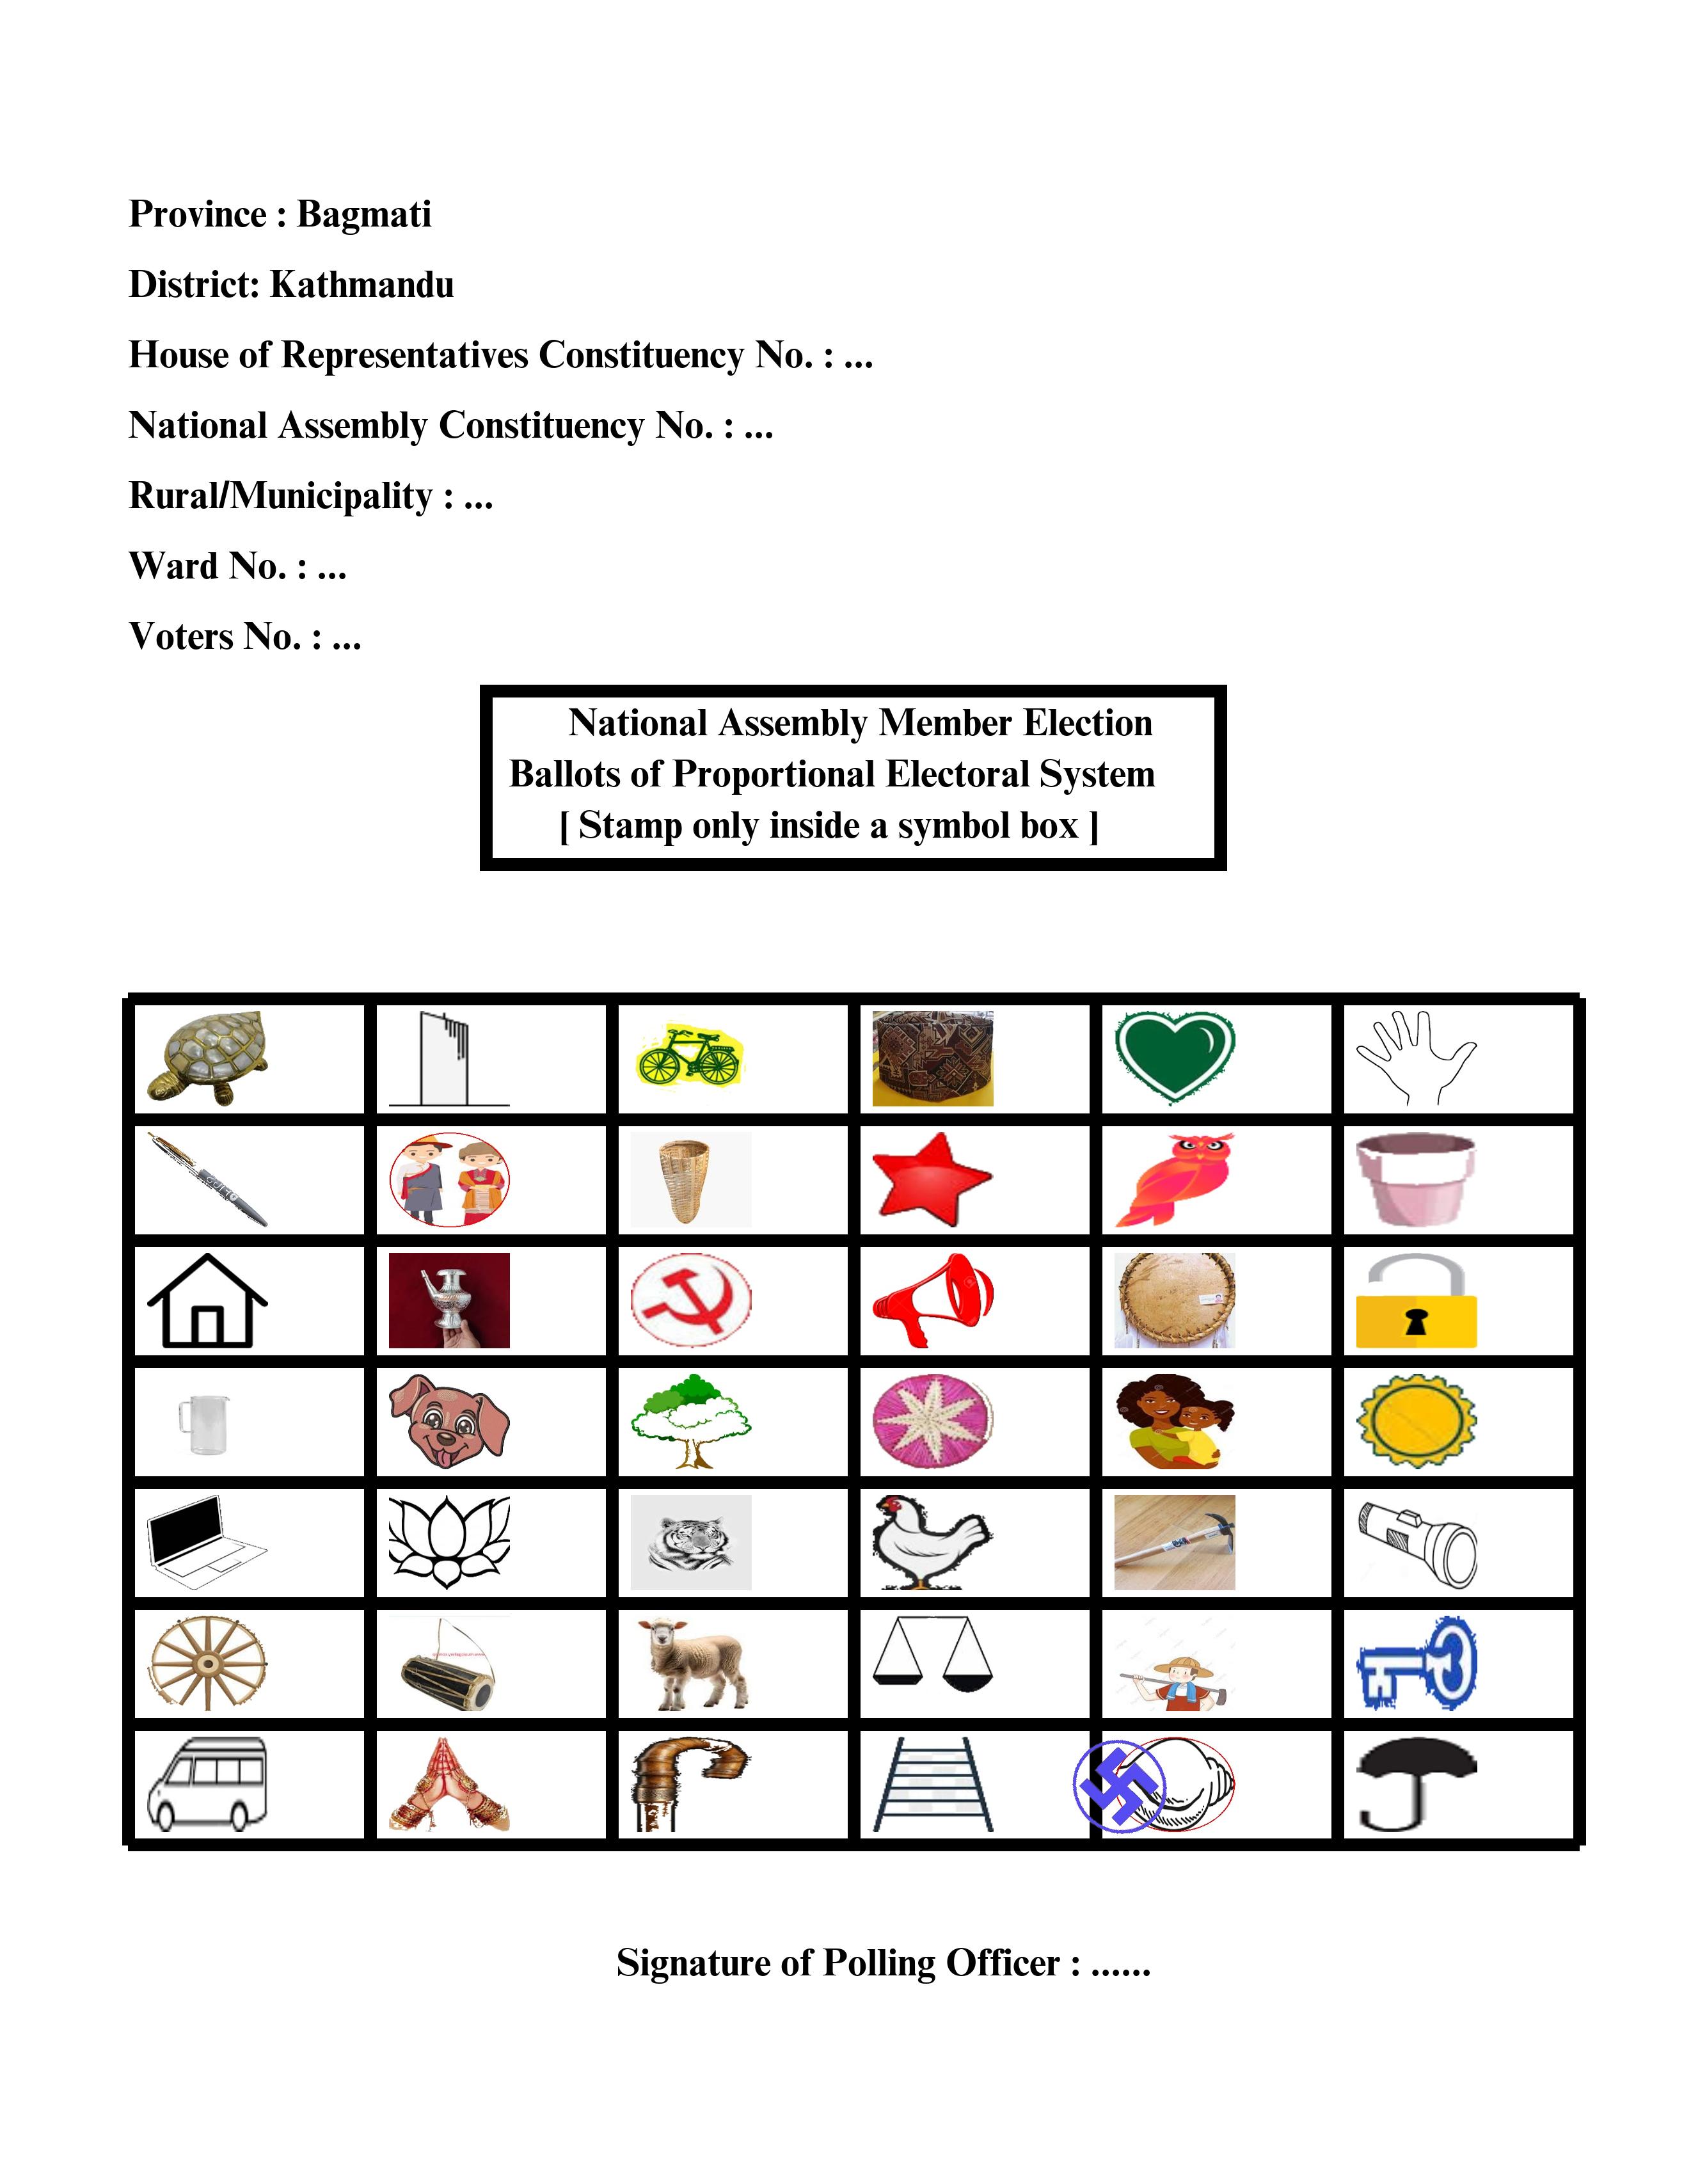 Province : Bagmati
District: Kathmandu
House of Representatives Constituency No. : ...
National Assembly Constituency No. : ...
Rural/Municipality : ...
Ward No. : ...
Voters No. : ...
National Assembly Member Election
Ballots of Proportional Electoral System
[ Stamp only inside a symbol box ]
Signature of Polling Officer : ......